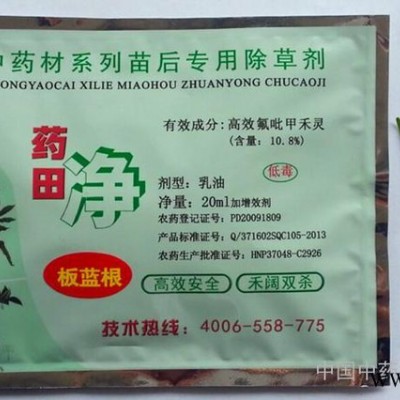 中药材系列苗后专用除草剂
ZHONGYAOCAI XILIE MIAOHOU ZHUANYONG CHUCAOJI
有效成分:高效氟吡甲禾灵
(含量: 10.8%)
药田净
低毒
剂型: 乳油
净量: 20ml加增效剂
农药登记证号: PD20091809
产品标准证号: Q/371602SQC105-2013
农药生产批准证号: HNP37048-C2926
板蓝根
高效安全
禾阔双杀
技术热线: 4006-558-775
中国中药
www